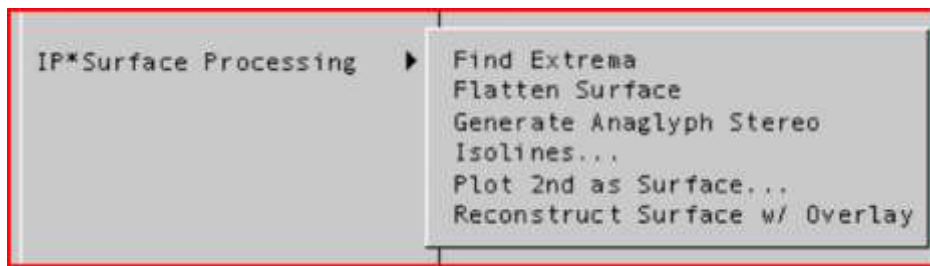 IP*Surface Processing
Find Extrema
Flatten Surface
Generate Anaglyph Stereo
Isolines...
Plot 2nd as Surface...
Reconstruct Surface w/ Overlay